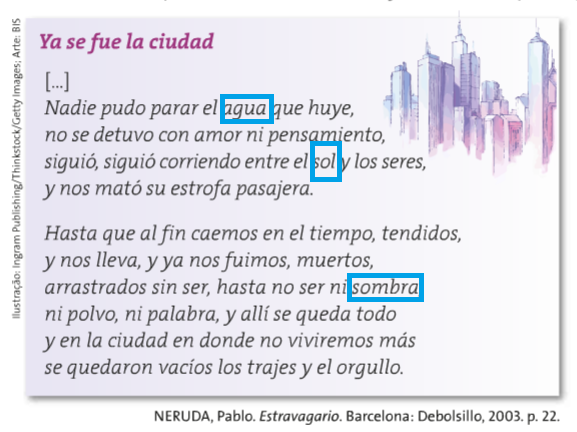 Ya se fue la ciudad
[...]
Nadie pudo parar el agua que huye,
no se detuvo con amor ni pensamiento,
siguió, siguió corriendo entre el sol y los seres,
y nos mató su estrofa pasajera.
Hasta que al fin caemos en el tiempo, tendidos,
y nos lleva, y ya nos fuimos, muertos,
arrastrados sin ser, hasta no ser ni sombra
ni polvo, ni palabra, y allí se queda todo
y en la ciudad en donde no viviremos más
se quedaron vacíos los trajes y el orgullo.
NERUDA, Pablo. Estravagario. Barcelona: Debolsillo, 2003. p. 22.
Ilustração: Ingram Publishing/Thinkstock/Getty Images; Arte: BIS